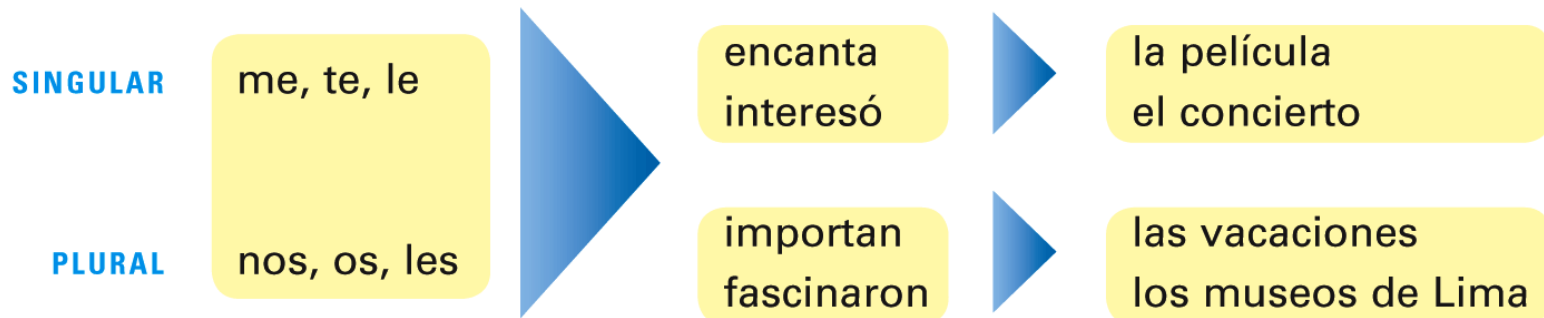 SINGULAR
me, te, le
encanta
interesó
la película
el concierto
PLURAL
nos, os, les
importan
fascinaron
las vacaciones
los museos de Lima